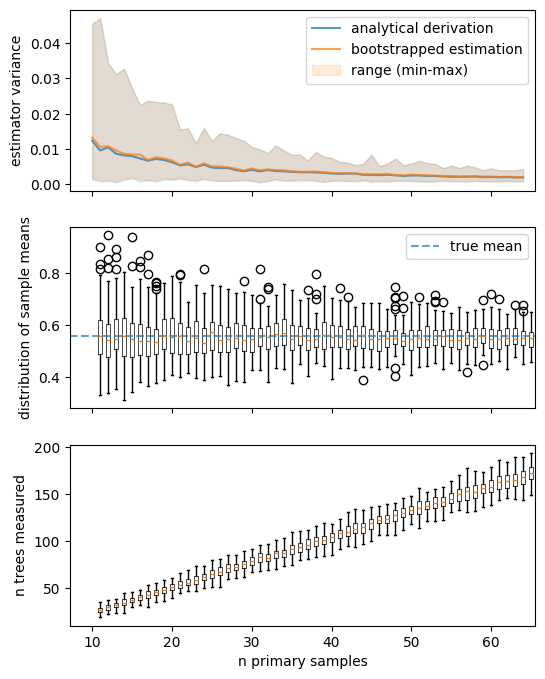 estimator variance
0.04
0.03
0.02
0.01
0.00
analytical derivation
bootstrapped estimation
range (min-max)
distribution of sample means
0.8
0.6
0.4
true mean
n trees measured
200
150
100
50
10
20
30
40
50
60
n primary samples